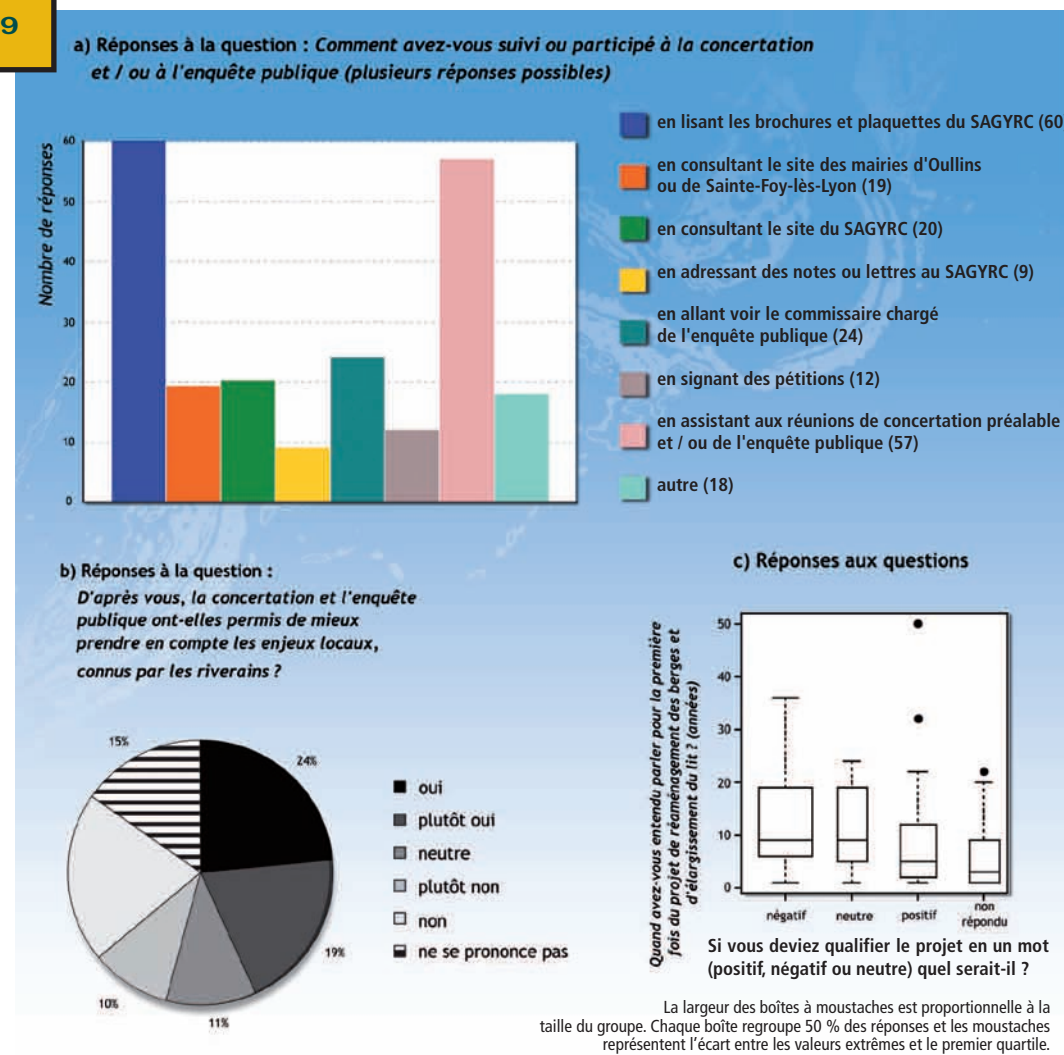 9
a) Réponses à la question : Comment avez-vous suivi ou participé à la concertation
et / ou à l'enquête publique (plusieurs réponses possibles)
Nombre de réponses
60
50
40
30
20
10
0
en lisant les brochures et plaquettes du SAGYRC (60
en consultant le site des mairies d'Oullins
ou de Sainte-Foy-lès-Lyon (19)
en consultant le site du SAGYRC (20)
en adressant des notes ou lettres au SAGYRC (9)
en allant voir le commissaire chargé
de l'enquête publique (24)
en signant des pétitions (12)
en assistant aux réunions de concertation préalable
et / ou de l'enquête publique (57)
autre (18)
b) Réponses à la question :
D'après vous, la concertation et l'enquête
publique ont-elles permis de mieux
prendre en compte les enjeux locaux,
connus par les riverains ?
15%
24%
19%
11%
10%
oui
plutôt oui
neutre
plutôt non
non
ne se prononce pas
c) Réponses aux questions
Quand avez-vous entendu parler pour la première
fois du projet de réaménagement des berges et
d'élargissement du lit ? (années)
50
40
30
20
10
0
négatif
neutre
positif
non
répondu
Si vous deviez qualifier le projet en un mot
(positif, négatif ou neutre) quel serait-il ?
La largeur des boîtes à moustaches est proportionnelle à la
taille du groupe. Chaque boîte regroupe 50 % des réponses et les moustaches
représentent l'écart entre les valeurs extrêmes et le premier quartile.